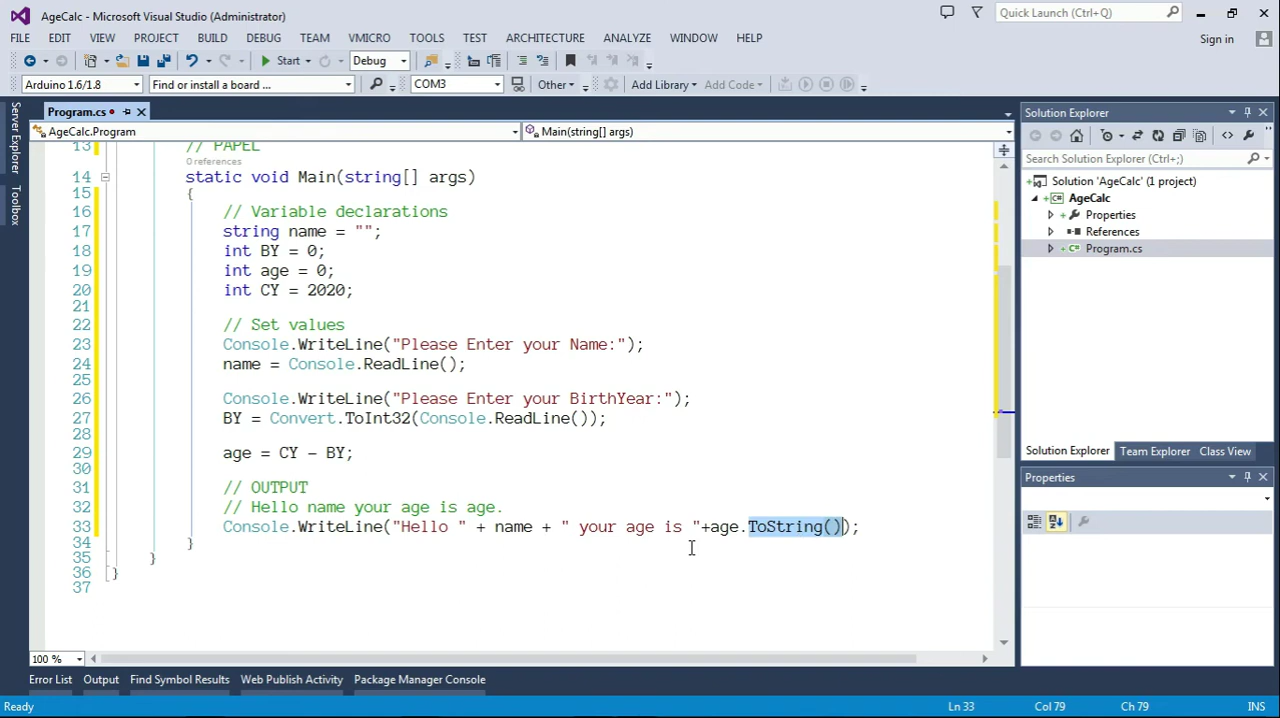 AgeCalc - Microsoft Visual Studio (Administrator)
Quick Launch (Ctrl+Q)
FILE EDIT VIEW PROJECT BUILD DEBUG TEAM VMICRO TOOLS TEST ARCHITECTURE ANALYZE WINDOW HELP
Sign in
Start Debug
Arduino 1.6/1.8 Find or install a board ... COM3 Other Add Library Add Code
Server Explorer
Toolbox
Program.cs
AgeCalc.Program Main(string[] args)
13 // PAPEL
0 references
14 static void Main(string[] args)
15 {
16 // Variable declarations
17 string name = "";
18 int BY = 0;
19 int age = 0;
20 int CY = 2020;
21
22 // Set values
23 Console.WriteLine("Please Enter your Name:");
24 name = Console.ReadLine();
25
26 Console.WriteLine("Please Enter your BirthYear:");
27 BY = Convert.ToInt32(Console.ReadLine());
28
29 age = CY - BY;
30
31 // OUTPUT
32 // Hello name your age is age.
33 Console.WriteLine("Hello " + name + " your age is "+age.ToString());
34 }
35 }
36 }
37
100 %
Solution Explorer
Search Solution Explorer (Ctrl+;)
Solution 'AgeCalc' (1 project)
AgeCalc
Properties
References
Program.cs
Solution Explorer Team Explorer Class View
Properties
Error List Output Find Symbol Results Web Publish Activity Package Manager Console
Ready Ln 33 Col 79 Ch 79 INS